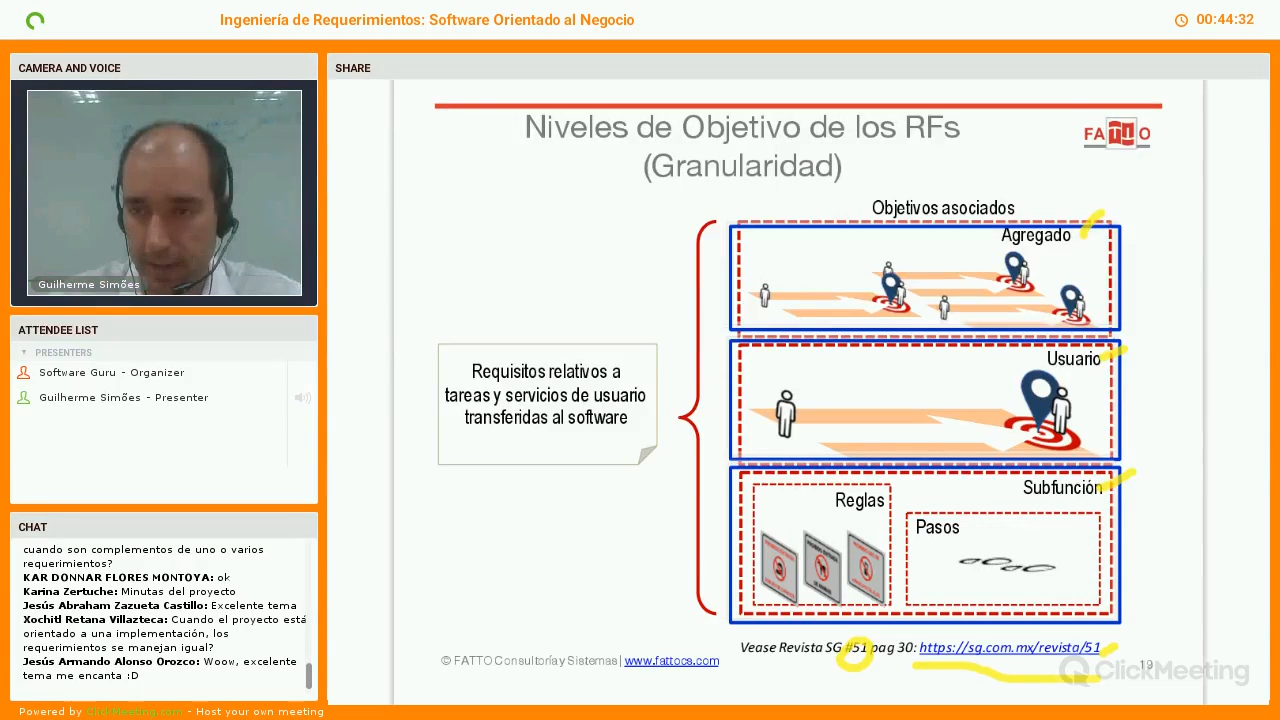 Ingeniería de Requerimientos: Software Orientado al Negocio
00:44:32
CAMERA AND VOICE
Guilherme Simões
ATTENDEE LIST
PRESENTERS
Software Guru - Organizer
Guilherme Simões - Presenter
CHAT
cuando son complementos de uno o varios
requerimientos?
KAR DONNAR FLORES MONTOYA: ok
Karina Zertuche: Minutas del proyecto
Jesús Abraham Zazueta Castillo: Excelente tema
Xochitl Retana Villazteca: Cuando el proyecto está
orientado a una implementación, los
requerimientos se manejan igual?
Jesús Armando Alonso Orozco: Woow, excelente
tema me encanta :D
Powered by ClickMeeting.com - Host your own meeting
SHARE
Niveles de Objetivo de los RFs
(Granularidad)
FATTO
Objetivos asociados
Agregado
Usuario
Requisitos relativos a
tareas y servicios de usuario
transferidas al software
Subfunción
Reglas
Pasos
Vease Revista SG #51 pag 30: https://sg.com.mx/revista/51
© FATTO Consultoría y Sistemas | www.fattocs.com
19
ClickMeeting